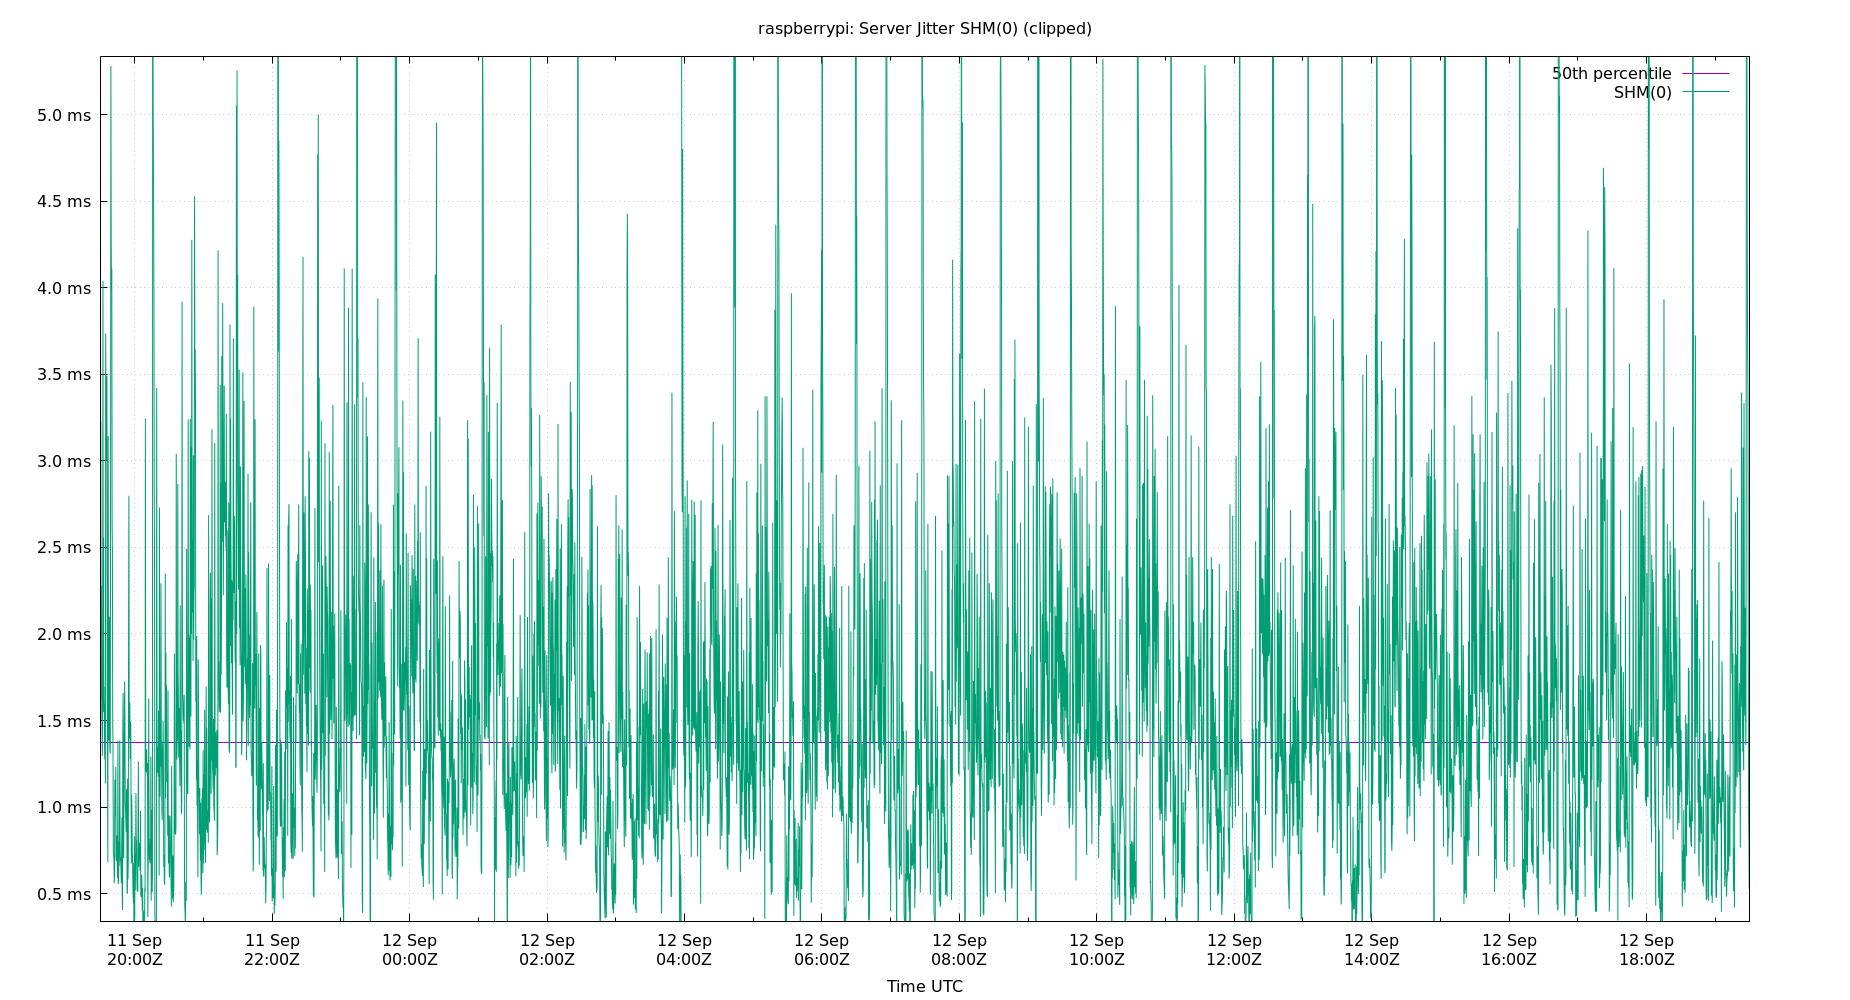 raspberrypi: Server Jitter SHM(0) (clipped)
50th percentile
SHM(0)
5.0 ms
4.5 ms
4.0 ms
3.5 ms
3.0 ms
2.5 ms
2.0 ms
1.5 ms
1.0 ms
0.5 ms
11 Sep 11 Sep 12 Sep 12 Sep 12 Sep 12 Sep 12 Sep 12 Sep 12 Sep 12 Sep 12 Sep 12 Sep
20:00Z 22:00Z 00:00Z 02:00Z 04:00Z 06:00Z 08:00Z 10:00Z 12:00Z 14:00Z 16:00Z 18:00Z
Time UTC